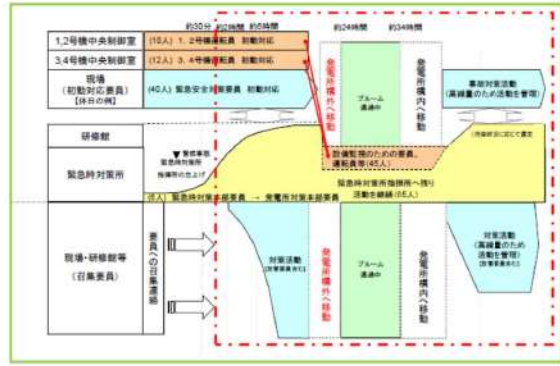 約30分 約2時間 約6時間 約24時間 約34時間
1,2号機中央制御室 (18人) 1.2号機運転員 初動対応
3,4号機中央制御室 (12人) 3.4号機運転員 初動対応
現場
(初動対応要員)
【休日の例】
(40人) 緊急安全対策要員 初動対応
発電所構外へ移動
プルーム
通過中
発電所構内へ移動
事故対策活動
(高線量のため活動を管理)
研修館
緊急時対策所
▼警戒事象
緊急時対策所
指揮所の立上げ
設備監視のための要員、
運転員等(45人)
緊急時対策所指揮所へ残り
活動を継続(65人)
緊急時対策本部要員 → 発電所対策本部要員
現場・研修館等
(召集要員)
要員への召集連絡
対策活動
発電所構外へ移動
プルーム
通過中
発電所構内へ移動
対策活動
(高線量のため
活動を管理)